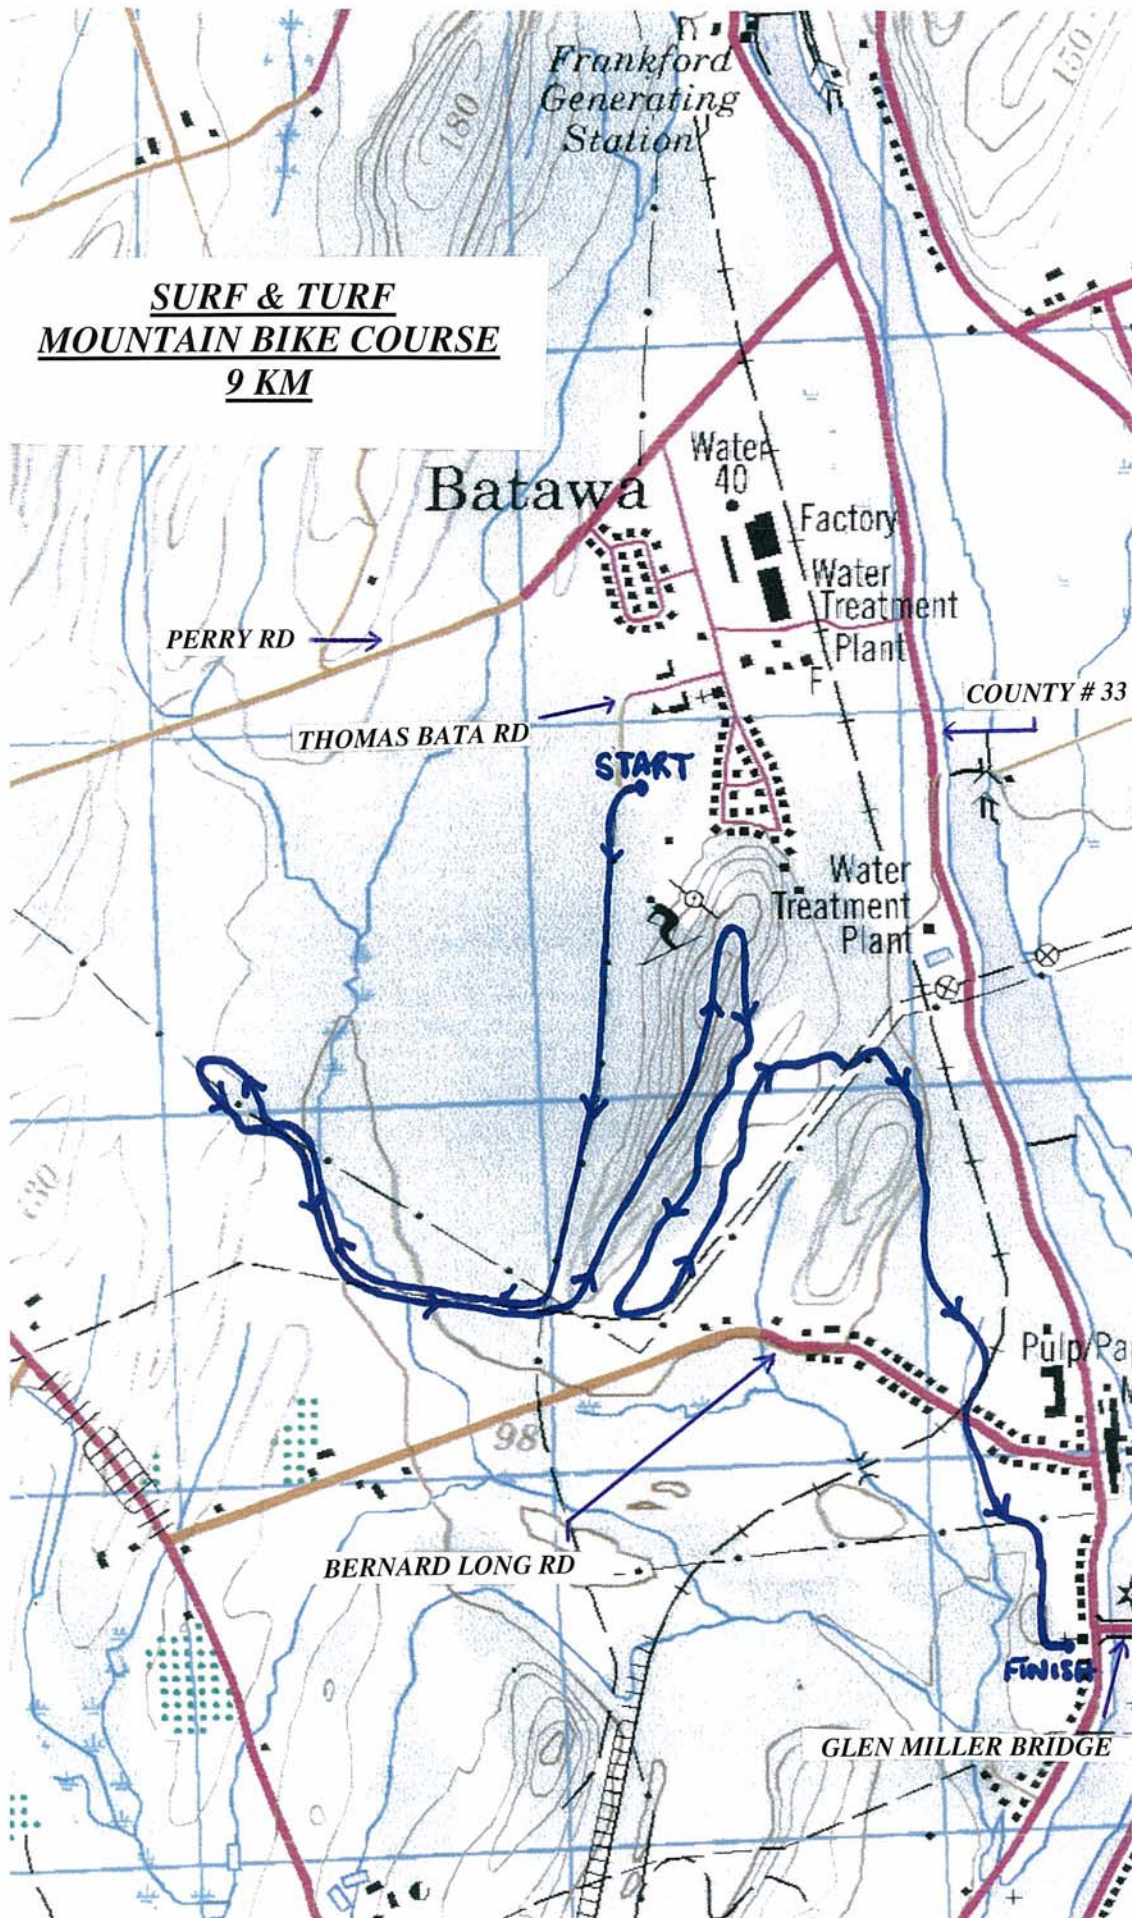 Frankford
Generating
Station
180
150
SURF & TURF
MOUNTAIN BIKE COURSE
9 KM
Water
40
Batawa
Factory
Water
Treatment
Plant
PERRY RD
F
COUNTY # 33
THOMAS BATA RD
START
Water
Treatment
Plant
Pulp/Pa
98
BERNARD LONG RD
FINISH
GLEN MILLER BRIDGE